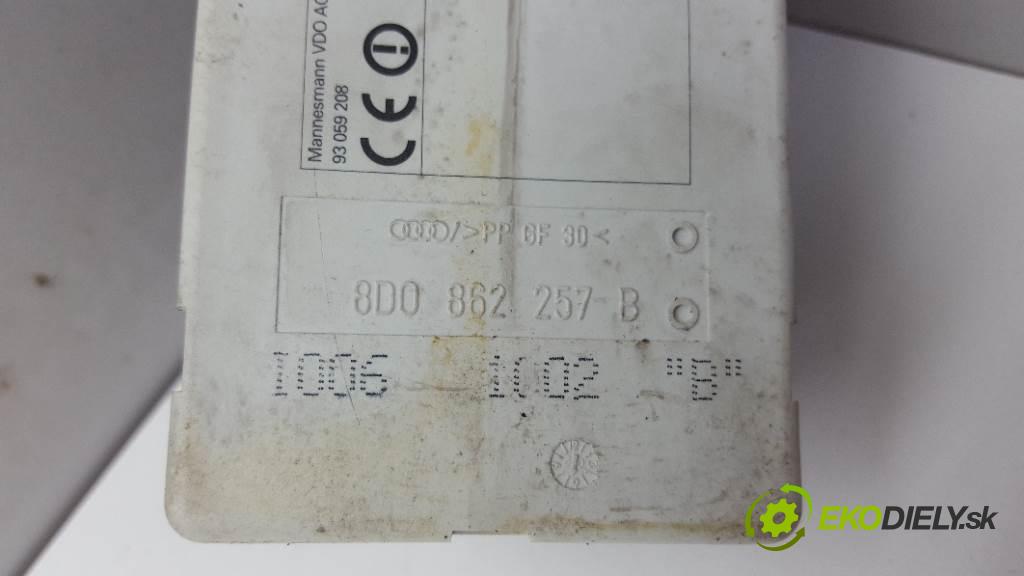 Mannesmann VDO AG
93 059 208
CE
/>PP GF 30<
8D0 862 257 B
1006 1002 "B"
EKODIELY.sk